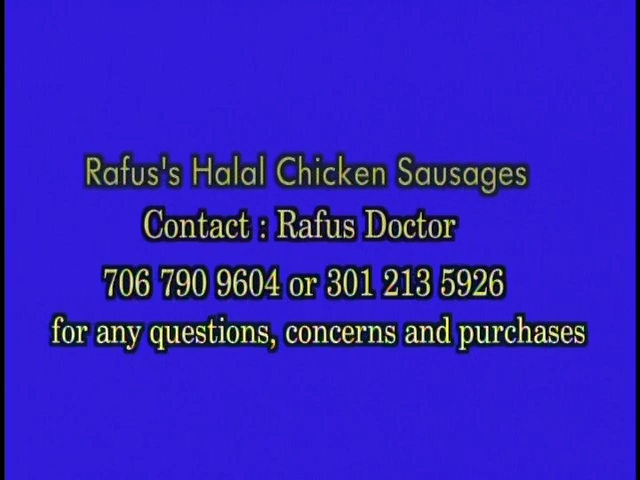 Rafus's Halal Chicken Sausages
Contact : Rafus Doctor
706 790 9604 or 301 213 5926
for any questions, concerns and purchases